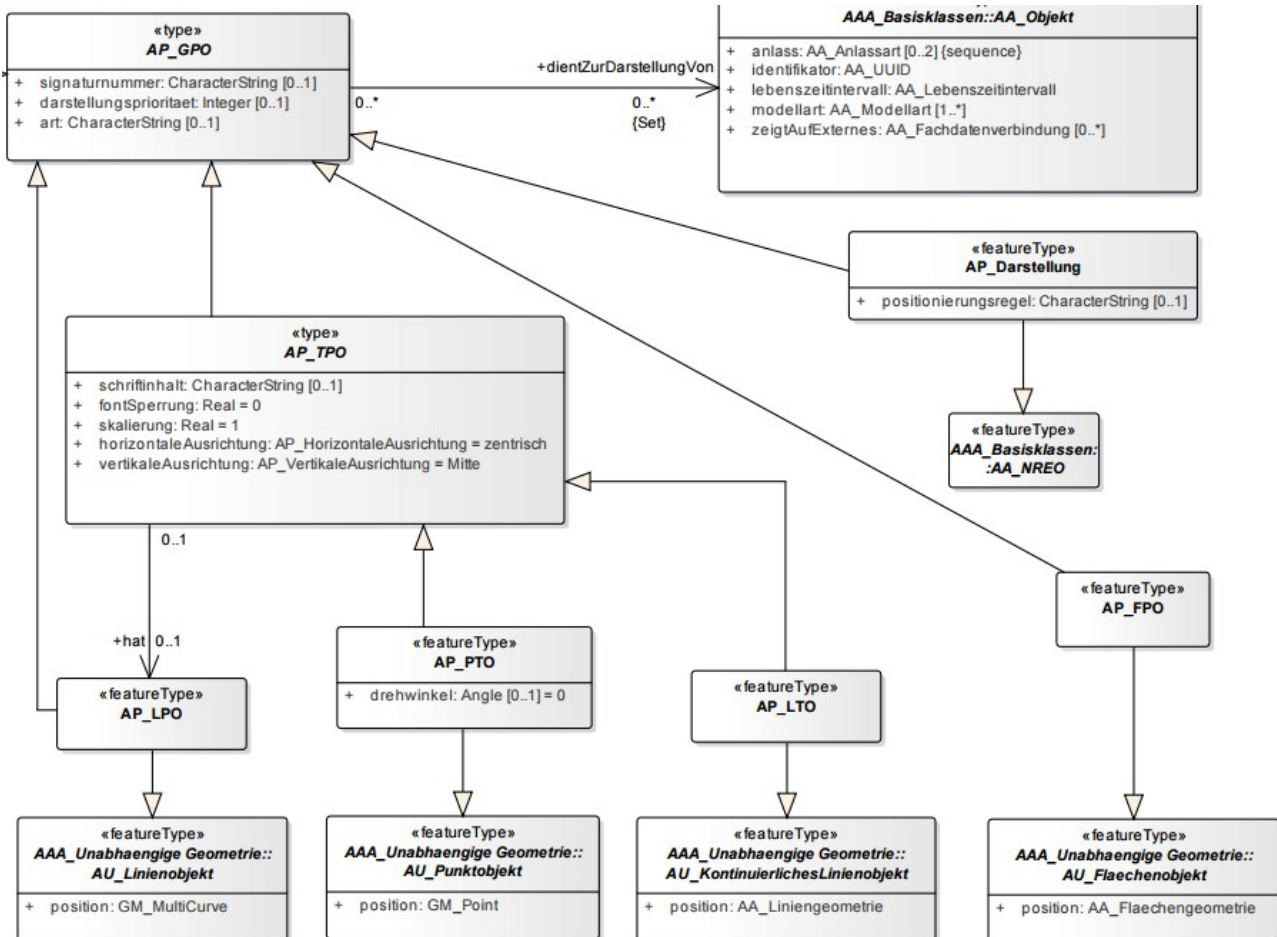 «type»
AP_GPO
+ signaturnummer: CharacterString [0..1]
+ darstellungsprioritaet: Integer [0..1]
+ art: CharacterString [0..1]
+dientZurDarstellungVon
0..*
0..*
{Set}
AAA_Basisklassen::AA_Objekt
+ anlass: AA_Anlassart [0..2] {sequence}
+ identifikator: AA_UUID
+ lebenszeitintervall: AA_Lebenszeitintervall
+ modellart: AA_Modellart [1..*]
+ zeigtAufExternes: AA_Fachdatenverbindung [0..*]
«featureType»
AP_Darstellung
+ positionierungsregel: CharacterString [0..1]
«featureType»
AAA_Basisklassen:
:AA_NREO
«type»
AP_TPO
+ schriftinhalt: CharacterString [0..1]
+ fontSperrung: Real = 0
+ skalierung: Real = 1
+ horizontaleAusrichtung: AP_HorizontaleAusrichtung = zentrisch
+ vertikaleAusrichtung: AP_VertikaleAusrichtung = Mitte
0..1
+hat 0..1
«featureType»
AP_LPO
«featureType»
AP_PTO
+ drehwinkel: Angle [0..1] = 0
«featureType»
AP_LTO
«featureType»
AP_FPO
«featureType»
AAA_Unabhaengige Geometrie::
AU_Linienobjekt
+ position: GM_MultiCurve
«featureType»
AAA_Unabhaengige Geometrie::
AU_Punktobjekt
+ position: GM_Point
«featureType»
AAA_Unabhaengige Geometrie::
AU_KontinuierlichesLinienobjekt
+ position: AA_Liniengeometrie
«featureType»
AAA_Unabhaengige Geometrie::
AU_Flaechenobjekt
+ position: AA_Flaechengeometrie